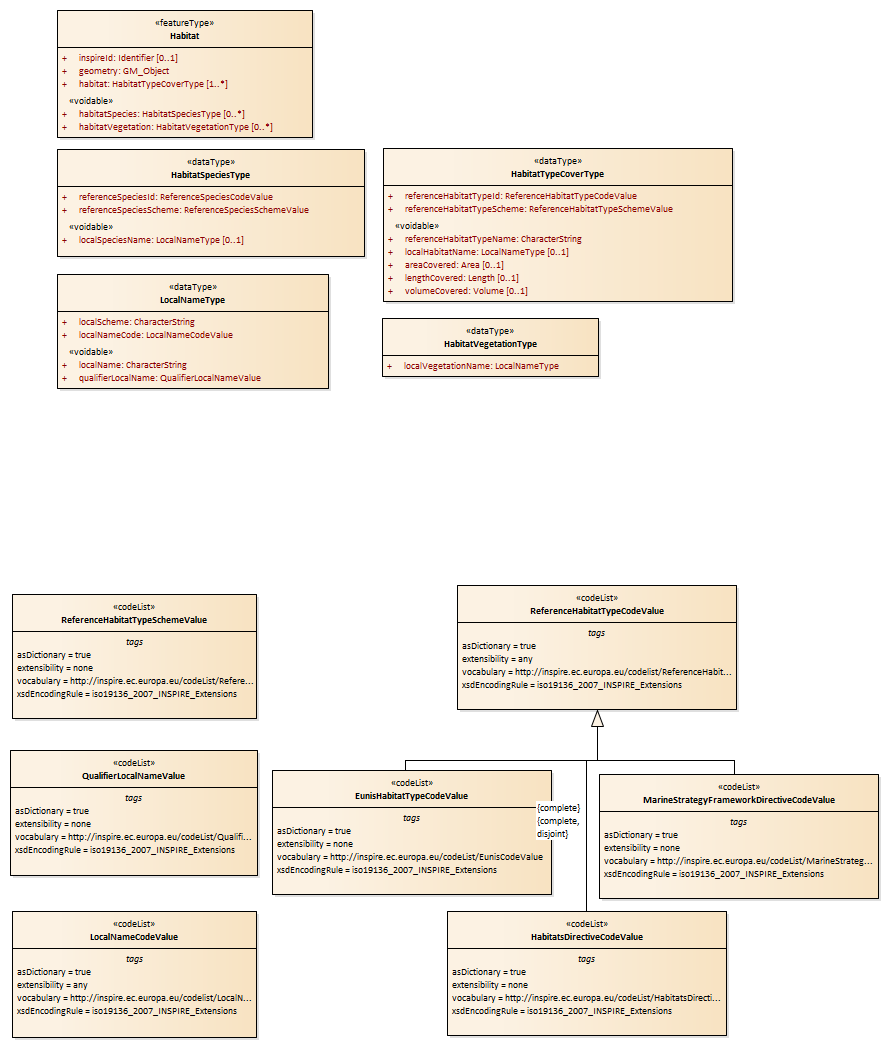 «featureType»
Habitat
+ inspireId: Identifier [0..1]
+ geometry: GM_Object
+ habitat: HabitatTypeCoverType [1..*]
«voidable»
+ habitatSpecies: HabitatSpeciesType [0..*]
+ habitatVegetation: HabitatVegetationType [0..*]
«dataType»
HabitatSpeciesType
+ referenceSpeciesId: ReferenceSpeciesCodeValue
+ referenceSpeciesScheme: ReferenceSpeciesSchemeValue
«voidable»
+ localSpeciesName: LocalNameType [0..1]
«dataType»
HabitatTypeCoverType
+ referenceHabitatTypeId: ReferenceHabitatTypeCodeValue
+ referenceHabitatTypeScheme: ReferenceHabitatTypeSchemeValue
«voidable»
+ referenceHabitatTypeName: CharacterString
+ localHabitatName: LocalNameType [0..1]
+ areaCovered: Area [0..1]
+ lengthCovered: Length [0..1]
+ volumeCovered: Volume [0..1]
«dataType»
LocalNameType
+ localScheme: CharacterString
+ localNameCode: LocalNameCodeValue
«voidable»
+ localName: CharacterString
+ qualifierLocalName: QualifierLocalNameValue
«dataType»
HabitatVegetationType
+ localVegetationName: LocalNameType
«codeList»
ReferenceHabitatTypeSchemeValue
tags
asDictionary = true
extensibility = none
vocabulary = http://inspire.ec.europa.eu/codeList/Refere...
xsdEncodingRule = iso19136_2007_INSPIRE_Extensions
«codeList»
ReferenceHabitatTypeCodeValue
tags
asDictionary = true
extensibility = any
vocabulary = http://inspire.ec.europa.eu/codelist/ReferenceHabit...
xsdEncodingRule = iso19136_2007_INSPIRE_Extensions
«codeList»
QualifierLocalNameValue
tags
asDictionary = true
extensibility = none
vocabulary = http://inspire.ec.europa.eu/codeList/Qualifi...
xsdEncodingRule = iso19136_2007_INSPIRE_Extensions
«codeList»
EunisHabitatTypeCodeValue
tags
asDictionary = true
extensibility = none
vocabulary = http://inspire.ec.europa.eu/codeList/EunisCodeValue
xsdEncodingRule = iso19136_2007_INSPIRE_Extensions
{complete}
{complete,
disjoint}
«codeList»
MarineStrategyFrameworkDirectiveCodeValue
tags
asDictionary = true
extensibility = none
vocabulary = http://inspire.ec.europa.eu/codeList/MarineStrateg...
xsdEncodingRule = iso19136_2007_INSPIRE_Extensions
«codeList»
LocalNameCodeValue
tags
asDictionary = true
extensibility = any
vocabulary = http://inspire.ec.europa.eu/codelist/LocalN...
xsdEncodingRule = iso19136_2007_INSPIRE_Extensions
«codeList»
HabitatsDirectiveCodeValue
tags
asDictionary = true
extensibility = none
vocabulary = http://inspire.ec.europa.eu/codeList/HabitatsDirecti...
xsdEncodingRule = iso19136_2007_INSPIRE_Extensions